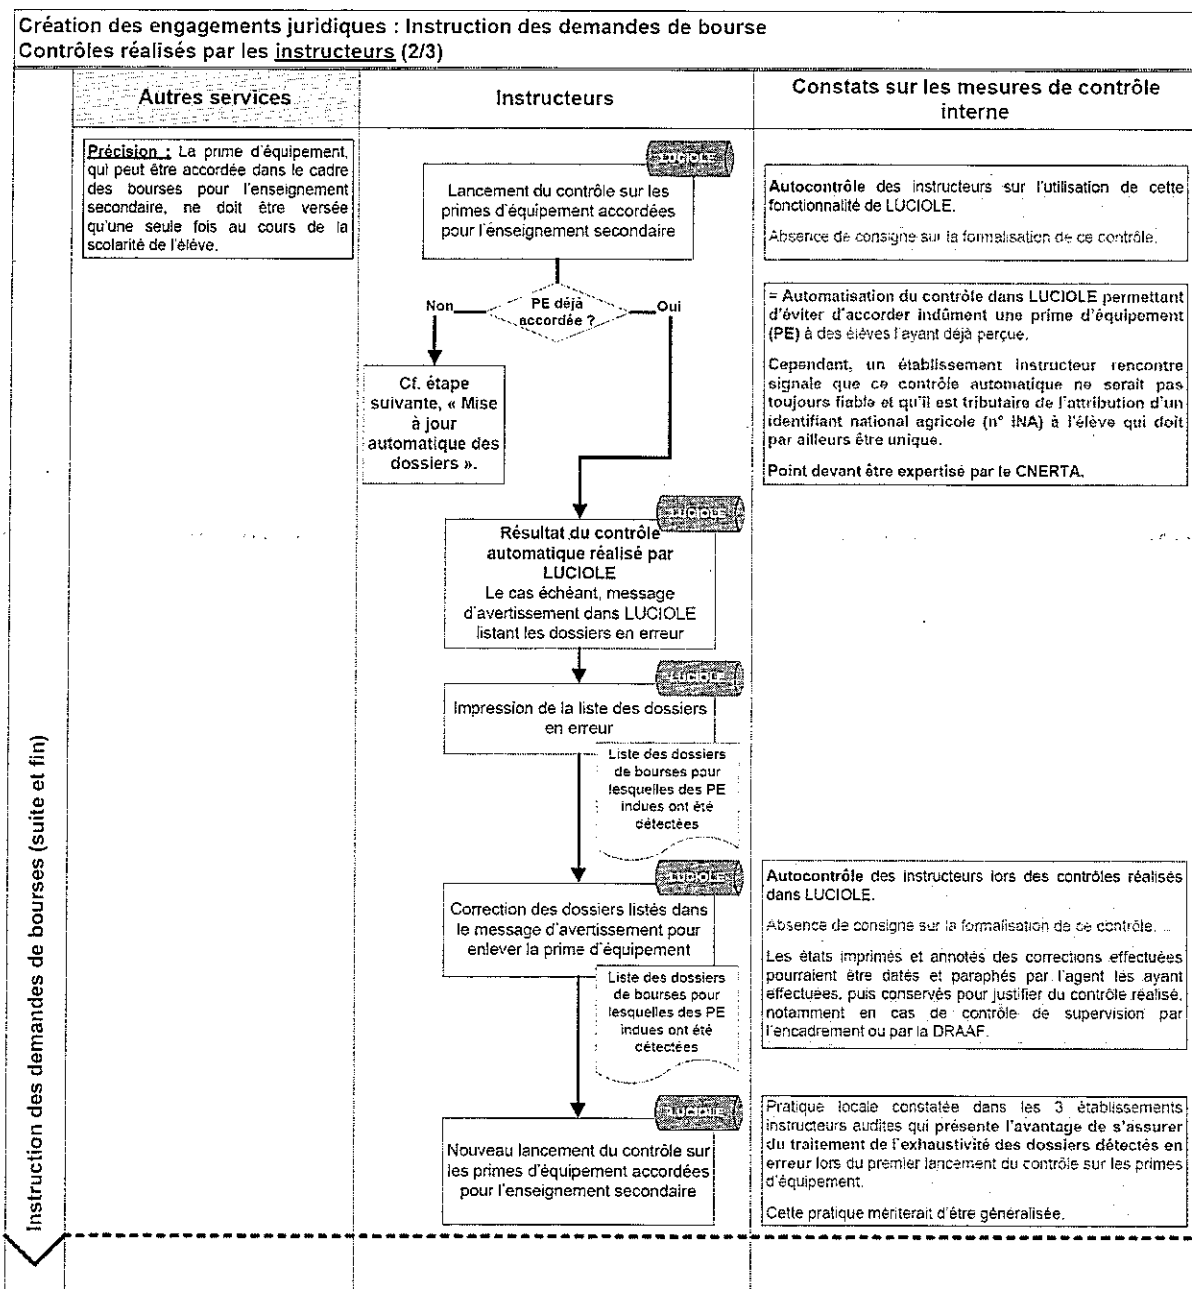 Création des engagements juridiques : Instruction des demandes de bourse
Contrôles réalisés par les instructeurs (2/3)
Autres services
Instructeurs
Constats sur les mesures de contrôle
interne
Précision : La prime d'équipement,
qui peut être accordée dans le cadre
des bourses pour l'enseignement
secondaire, ne doit être versée
qu'une seule fois au cours de la
scolarité de l'élève.
LUCIOLE
Lancement du contrôle sur les
primes d'équipement accordées
pour l'enseignement secondaire
Autocontrôle des instructeurs sur l'utilisation de cette
fonctionnalité de LUCIOLE.
Absence de consigne sur la formalisation de ce contrôle.
Non
PE déjà
accordée ?
Oui
= Automatisation du contrôle dans LUCIOLE permettant
d'éviter d'accorder indûment une prime d'équipement
(PE) à des élèves l'ayant déjà perçue.
Cependant, un établissement instructeur rencontre
signale que ce contrôle automatique ne serait pas
toujours fiable et qu'il est tributaire de l'attribution d'un
identifiant national agricole (n° INA) à l'élève qui doit
par ailleurs être unique.
Point devant être expertisé par le CNERTA.
Cf. étape
suivante, « Mise
à jour
automatique des
dossiers ».
LUCIOLE
Résultat du contrôle
automatique réalisé par
LUCIOLE
Le cas échéant, message
d'avertissement dans LUCIOLE
listant les dossiers en erreur
LUCIOLE
Impression de la liste des dossiers
en erreur
Liste des dossiers
de bourses pour
lesquelles des PE
indues ont été
détectées
LUCIOLE
Correction des dossiers listés dans
le message d'avertissement pour
enlever la prime d'équipement
Liste des dossiers
de bourses pour
lesquelles des PE
indues ont été
détectées
Autocontrôle des instructeurs lors des contrôles réalisés
dans LUCIOLE.
Absence de consigne sur la formalisation de ce contrôle.
Les états imprimés et annotés des corrections effectuées
pourraient être datés et paraphés par l'agent les ayant
effectuées, puis conservés pour justifier du contrôle réalisé,
notamment en cas de contrôle de supervision par
l'encadrement ou par la DRAAF.
LUCIOLE
Nouveau lancement du contrôle sur
les primes d'équipement accordées
pour l'enseignement secondaire
Pratique locale constatée dans les 3 établissements
instructeurs audités qui présente l'avantage de s'assurer
du traitement de l'exhaustivité des dossiers détectés en
erreur lors du premier lancement du contrôle sur les primes
d'équipement.
Cette pratique mériterait d'être généralisée.
Instruction des demandes de bourses (suite et fin)